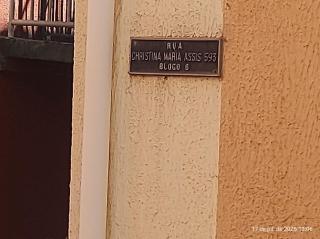 RUA
CHRISTINA MARIA ASSIS 593
BLOCO 6